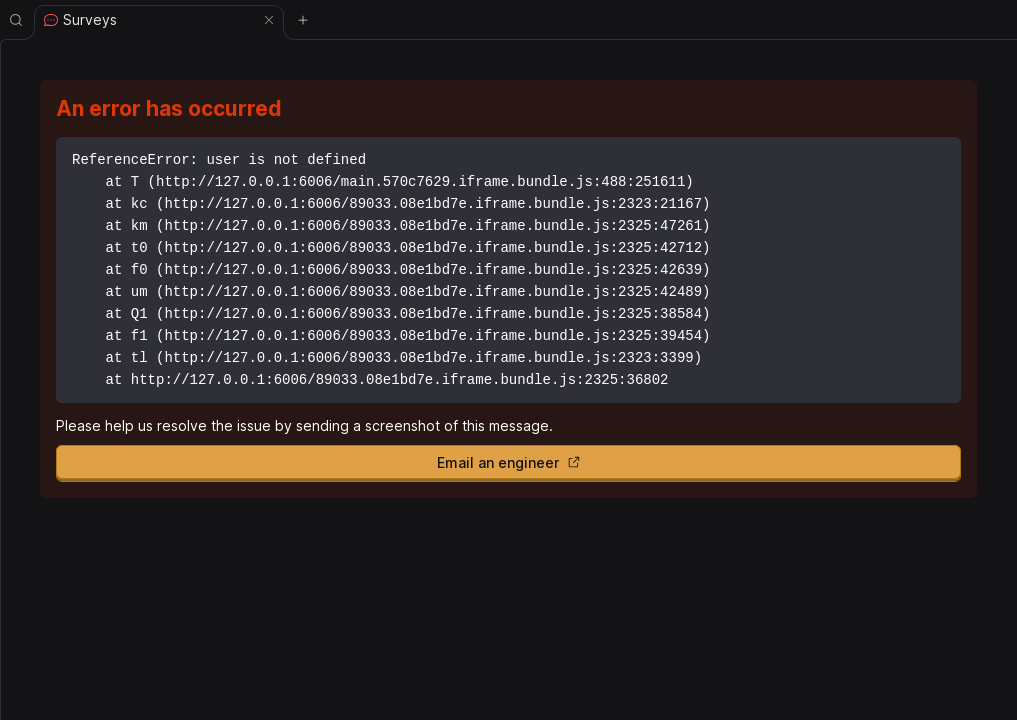 Surveys
An error has occurred
ReferenceError: user is not defined
    at T (http://127.0.0.1:6006/main.570c7629.iframe.bundle.js:488:251611)
    at kc (http://127.0.0.1:6006/89033.08e1bd7e.iframe.bundle.js:2323:21167)
    at km (http://127.0.0.1:6006/89033.08e1bd7e.iframe.bundle.js:2325:47261)
    at t0 (http://127.0.0.1:6006/89033.08e1bd7e.iframe.bundle.js:2325:42712)
    at f0 (http://127.0.0.1:6006/89033.08e1bd7e.iframe.bundle.js:2325:42639)
    at um (http://127.0.0.1:6006/89033.08e1bd7e.iframe.bundle.js:2325:42489)
    at Q1 (http://127.0.0.1:6006/89033.08e1bd7e.iframe.bundle.js:2325:38584)
    at f1 (http://127.0.0.1:6006/89033.08e1bd7e.iframe.bundle.js:2325:39454)
    at tl (http://127.0.0.1:6006/89033.08e1bd7e.iframe.bundle.js:2323:3399)
    at http://127.0.0.1:6006/89033.08e1bd7e.iframe.bundle.js:2325:36802
Please help us resolve the issue by sending a screenshot of this message.
Email an engineer